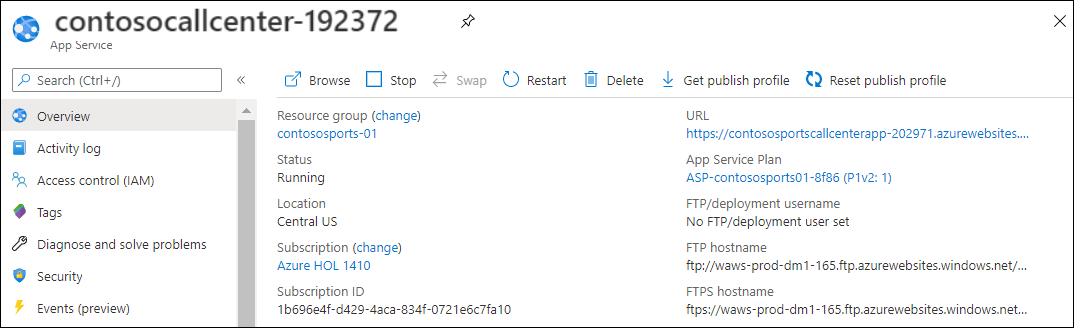 contosocallcenter-192372
App Service
Search (Ctrl+/)
«
Browse
Stop
Swap
Restart
Delete
Get publish profile
Reset publish profile
Overview
Activity log
Access control (IAM)
Tags
Diagnose and solve problems
Security
Events (preview)
Resource group (change)
contososports-01
Status
Running
Location
Central US
Subscription (change)
Azure HOL 1410
Subscription ID
1b696e4f-d429-4aca-834f-0721e6c7fa10
URL
https://contososportscallcenterapp-202971.azurewebsites....
App Service Plan
ASP-contososports01-8f86 (P1v2: 1)
FTP/deployment username
No FTP/deployment user set
FTP hostname
ftp://waws-prod-dm1-165.ftp.azurewebsites.windows.net/...
FTPS hostname
ftps://waws-prod-dm1-165.ftp.azurewebsites.windows.net...